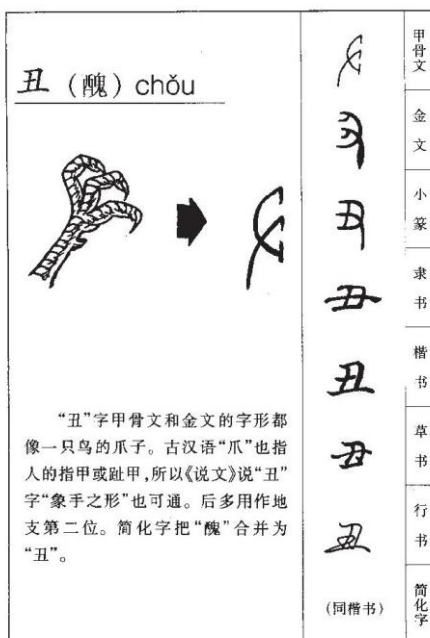 丑（醜）chǒu
“丑”字甲骨文和金文的字形都
像一只鸟的爪子。古汉语“爪”也指
人的指甲或趾甲,所以《说文》说“丑”
字“象手之形”也可通。后多用作地
支第二位。简化字把“醜”合并为
“丑”。
甲骨文
金文
小篆
丑 隶书
丑 楷书
丑 草书
丑 行书
(同楷书) 简化字